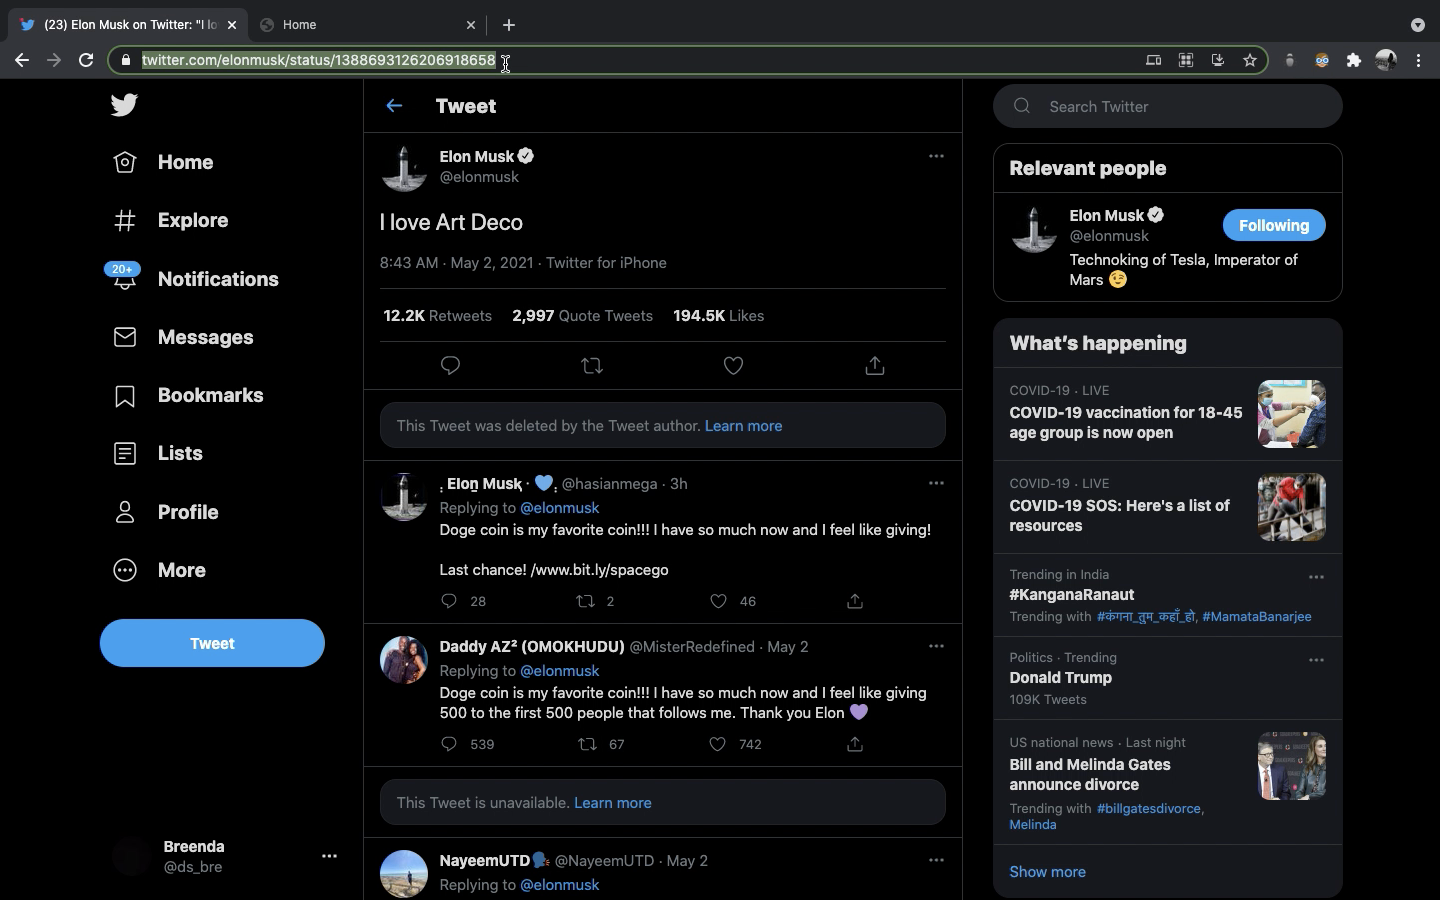 (23) Elon Musk on Twitter: "I lo
Home
twitter.com/elonmusk/status/1388693126206918658
Home
Explore
20+
Notifications
Messages
Bookmarks
Lists
Profile
More
Tweet
Breenda
@ds_bre
Tweet
Elon Musk
@elonmusk
I love Art Deco
8:43 AM · May 2, 2021 · Twitter for iPhone
12.2K Retweets 2,997 Quote Tweets 194.5K Likes
This Tweet was deleted by the Tweet author. Learn more
@hasianmega · 3h
Replying to @elonmusk
Doge coin is my favorite coin!!! I have so much now and I feel like giving!
Last chance! /www.bit.ly/spacego
28 2 46
Daddy AZ² (OMOKHUDU) @MisterRedefined · May 2
Replying to @elonmusk
Doge coin is my favorite coin!!! I have so much now and I feel like giving
500 to the first 500 people that follows me. Thank you Elon 💜
539 67 742
This Tweet is unavailable. Learn more
NayeemUTD🗣 @NayeemUTD · May 2
Replying to @elonmusk
Search Twitter
Relevant people
Elon Musk
@elonmusk
Following
Technoking of Tesla, Imperator of
Mars 😉
What's happening
COVID-19 · LIVE
COVID-19 vaccination for 18-45
age group is now open
COVID-19 · LIVE
COVID-19 SOS: Here's a list of
resources
Trending in India
#KanganaRanaut
Trending with #कंगना_तुम_कहाँ_हो, #MamataBanarjee
Politics · Trending
Donald Trump
109K Tweets
US national news · Last night
Bill and Melinda Gates
announce divorce
Trending with #billgatesdivorce,
Melinda
Show more